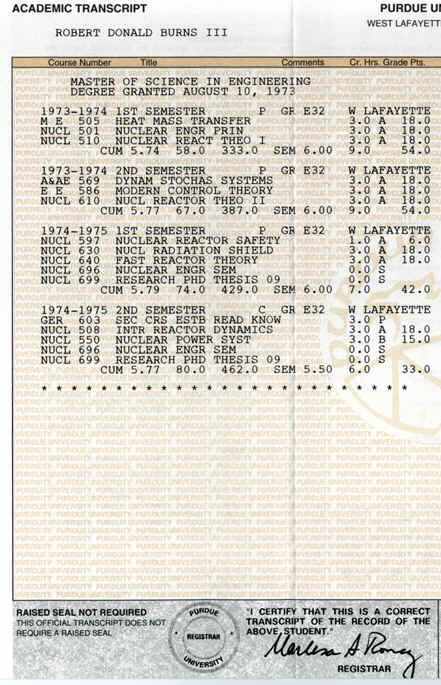 ACADEMIC TRANSCRIPT PURDUE
WEST LAFAYETT
ROBERT DONALD BURNS III
Course Number Title Comments Cr. Hrs. Grade Pts.
MASTER OF SCIENCE IN ENGINEERING
DEGREE GRANTED AUGUST 10, 1973
1973-1974 1ST SEMESTER P GR E32 W LAFAYETTE
M E 505 HEAT MASS TRANSFER 3.0 A 18.0
NUCL 501 NUCLEAR ENGR PRIN 3.0 A 18.0
NUCL 510 NUCLEAR REACT THEO I 3.0 A 18.0
CUM 5.74 58.0 333.0 SEM 6.00 9.0 54.0
1973-1974 2ND SEMESTER P GR E32 W LAFAYETTE
A&AE 569 DYNAM STOCHAS SYSTEMS 3.0 A 18.0
E E 586 MODERN CONTROL THEORY 3.0 A 18.0
NUCL 610 NUCL REACTOR THEO II 3.0 A 18.0
CUM 5.77 67.0 387.0 SEM 6.00 9.0 54.0
1974-1975 1ST SEMESTER P GR E32 W LAFAYETTE
NUCL 597 NUCLEAR REACTOR SAFETY 1.0 A 6.0
NUCL 630 NUCL RADIATION SHIELD 3.0 A 18.0
NUCL 640 FAST REACTOR THEORY 3.0 A 18.0
NUCL 696 NUCLEAR ENGR SEM 0.0 S
NUCL 699 RESEARCH PHD THESIS 09 0.0 S
CUM 5.79 74.0 429.0 SEM 6.00 7.0 42.0
1974-1975 2ND SEMESTER C GR E32 W LAFAYETTE
GER 603 SEC CRS ESTB READ KNOW 3.0 P
NUCL 508 INTR REACTOR DYNAMICS 3.0 A 18.0
NUCL 550 NUCLEAR POWER SYST 3.0 B 15.0
NUCL 696 NUCLEAR ENGR SEM 0.0 S
NUCL 699 RESEARCH PHD THESIS 09 0.0 S
CUM 5.77 80.0 462.0 SEM 5.50 6.0 33.0
* * * * * * * * * * * * * * * * * * * * * * * * *
RAISED SEAL NOT REQUIRED
THIS OFFICIAL TRANSCRIPT DOES NOT
REQUIRE A RAISED SEAL
PURDUE
REGISTRAR
UNIVERSITY
"I CERTIFY THAT THIS IS A CORRECT
TRANSCRIPT OF THE RECORD OF THE
ABOVE STUDENT."
REGISTRAR